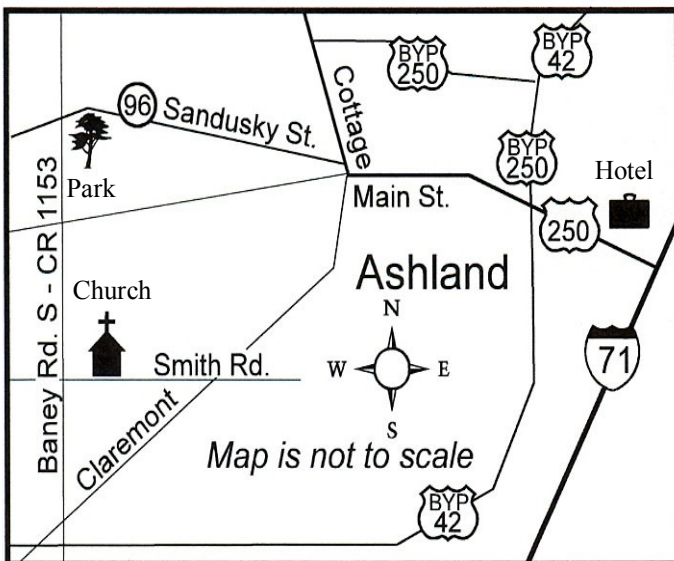 BYP
250
BYP
42
Cottage
96
Sandusky St.
BYP
250
Park
Main St.
Hotel
250
Baney Rd. S - CR 1153
Church
Ashland
N
W
E
S
71
Smith Rd.
Claremont
Map is not to scale
BYP
42